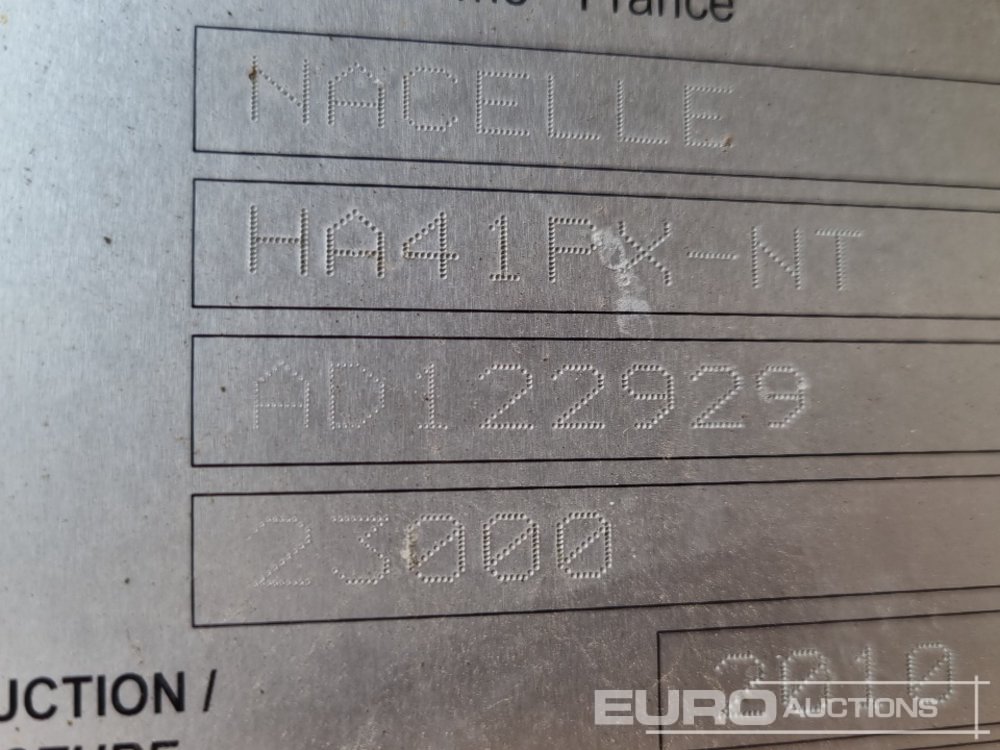 France
NACELLE
HA41PX-NT
AD122929
23000
UCTION /
2010
EURO AUCTIONS